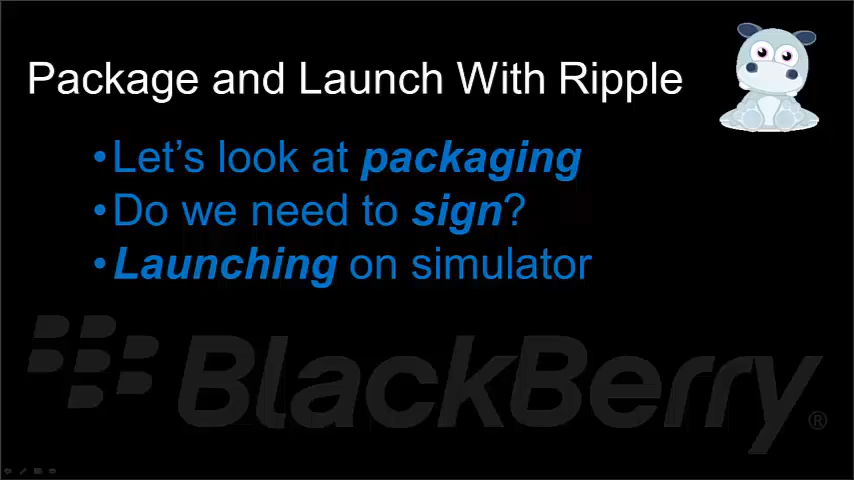 Package and Launch With Ripple
•Let’s look at packaging
•Do we need to sign?
•Launching on simulator
BlackBerry®